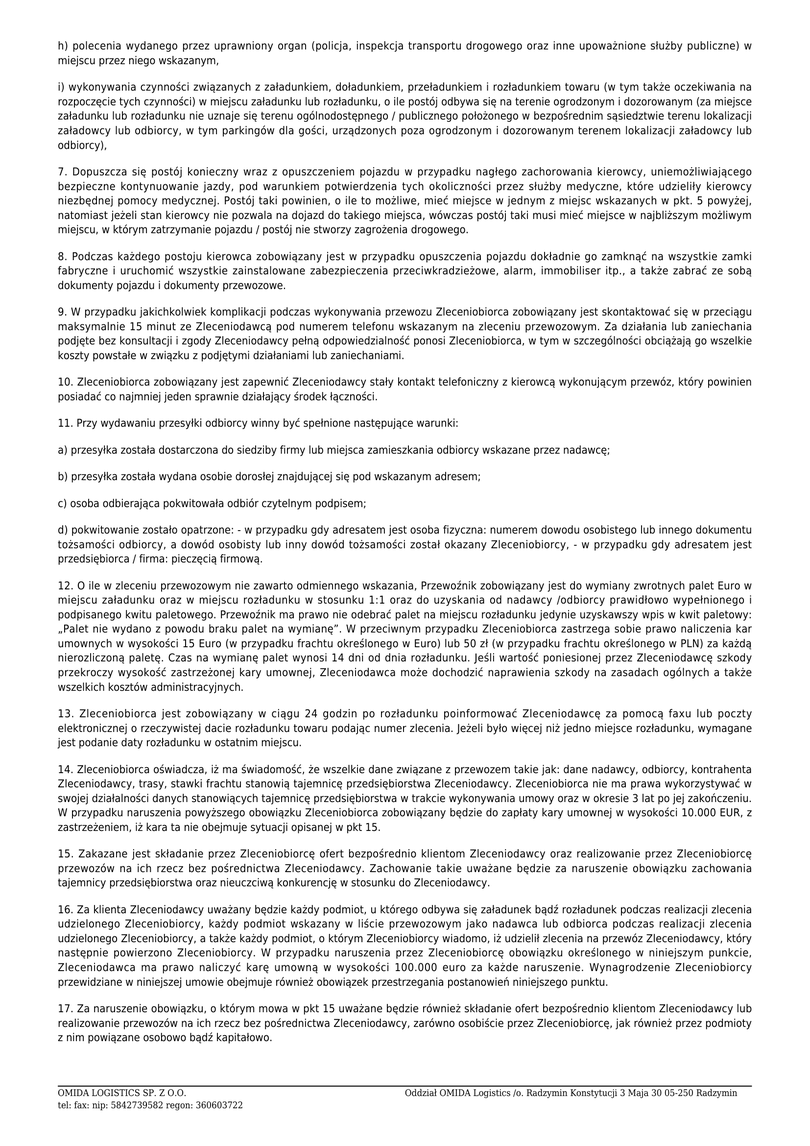 h) polecenia wydanego przez uprawniony organ (policja, inspekcja transportu drogowego oraz inne upoważnione służby publiczne) w
miejscu przez niego wskazanym,
i) wykonywania czynności związanych z załadunkiem, doładunkiem, przeładunkiem i rozładunkiem towaru (w tym także oczekiwania na
rozpoczęcie tych czynności) w miejscu załadunku lub rozładunku, o ile postój odbywa się na terenie ogrodzonym i dozorowanym (za miejsce
załadunku lub rozładunku nie uznaje się terenu ogólnodostępnego / publicznego położonego w bezpośrednim sąsiedztwie terenu lokalizacji
załadowcy lub odbiorcy, w tym parkingów dla gości, urządzonych poza ogrodzonym i dozorowanym terenem lokalizacji załadowcy lub
odbiorcy),
7. Dopuszcza się postój konieczny wraz z opuszczeniem pojazdu w przypadku nagłego zachorowania kierowcy, uniemożliwiającego
bezpieczne kontynuowanie jazdy, pod warunkiem potwierdzenia tych okoliczności przez służby medyczne, które udzieliły kierowcy
niezbędnej pomocy medycznej. Postój taki powinien, o ile to możliwe, mieć miejsce w jednym z miejsc wskazanych w pkt. 5 powyżej,
natomiast jeżeli stan kierowcy nie pozwala na dojazd do takiego miejsca, wówczas postój taki musi mieć miejsce w najbliższym możliwym
miejscu, w którym zatrzymanie pojazdu / postój nie stworzy zagrożenia drogowego.
8. Podczas każdego postoju kierowca zobowiązany jest w przypadku opuszczenia pojazdu dokładnie go zamknąć na wszystkie zamki
fabryczne i uruchomić wszystkie zainstalowane zabezpieczenia przeciwkradzieżowe, alarm, immobiliser itp., a także zabrać ze sobą
dokumenty pojazdu i dokumenty przewozowe.
9. W przypadku jakichkolwiek komplikacji podczas wykonywania przewozu Zleceniobiorca zobowiązany jest skontaktować się w przeciągu
maksymalnie 15 minut ze Zleceniodawcą pod numerem telefonu wskazanym na zleceniu przewozowym. Za działania lub zaniechania
podjęte bez konsultacji i zgody Zleceniodawcy pełną odpowiedzialność ponosi Zleceniobiorca, w tym w szczególności obciążają go wszelkie
koszty powstałe w związku z podjętymi działaniami lub zaniechaniami.
10. Zleceniobiorca zobowiązany jest zapewnić Zleceniodawcy stały kontakt telefoniczny z kierowcą wykonującym przewóz, który powinien
posiadać co najmniej jeden sprawnie działający środek łączności.
11. Przy wydawaniu przesyłki odbiorcy winny być spełnione następujące warunki:
a) przesyłka została dostarczona do siedziby firmy lub miejsca zamieszkania odbiorcy wskazane przez nadawcę;
b) przesyłka została wydana osobie dorosłej znajdującej się pod wskazanym adresem;
c) osoba odbierająca pokwitowała odbiór czytelnym podpisem;
d) pokwitowanie zostało opatrzone: - w przypadku gdy adresatem jest osoba fizyczna: numerem dowodu osobistego lub innego dokumentu
tożsamości odbiorcy, a dowód osobisty lub inny dowód tożsamości został okazany Zleceniobiorcy, - w przypadku gdy adresatem jest
przedsiębiorca / firma: pieczęcią firmową.
12. O ile w zleceniu przewozowym nie zawarto odmiennego wskazania, Przewoźnik zobowiązany jest do wymiany zwrotnych palet Euro w
miejscu załadunku oraz w miejscu rozładunku w stosunku 1:1 oraz do uzyskania od nadawcy /odbiorcy prawidłowo wypełnionego i
podpisanego kwitu paletowego. Przewoźnik ma prawo nie odebrać palet na miejscu rozładunku jedynie uzyskawszy wpis w kwit paletowy:
„Palet nie wydano z powodu braku palet na wymianę”. W przeciwnym przypadku Zleceniobiorca zastrzega sobie prawo naliczenia kar
umownych w wysokości 15 Euro (w przypadku frachtu określonego w Euro) lub 50 zł (w przypadku frachtu określonego w PLN) za każdą
nierozliczoną paletę. Czas na wymianę palet wynosi 14 dni od dnia rozładunku. Jeśli wartość poniesionej przez Zleceniodawcę szkody
przekroczy wysokość zastrzeżonej kary umownej, Zleceniodawca może dochodzić naprawienia szkody na zasadach ogólnych a także
wszelkich kosztów administracyjnych.
13. Zleceniobiorca jest zobowiązany w ciągu 24 godzin po rozładunku poinformować Zleceniodawcę za pomocą faxu lub poczty
elektronicznej o rzeczywistej dacie rozładunku towaru podając numer zlecenia. Jeżeli było więcej niż jedno miejsce rozładunku, wymagane
jest podanie daty rozładunku w ostatnim miejscu.
14. Zleceniobiorca oświadcza, iż ma świadomość, że wszelkie dane związane z przewozem takie jak: dane nadawcy, odbiorcy, kontrahenta
Zleceniodawcy, trasy, stawki frachtu stanowią tajemnicę przedsiębiorstwa Zleceniodawcy. Zleceniobiorca nie ma prawa wykorzystywać w
swojej działalności danych stanowiących tajemnicę przedsiębiorstwa w trakcie wykonywania umowy oraz w okresie 3 lat po jej zakończeniu.
W przypadku naruszenia powyższego obowiązku Zleceniobiorca zobowiązany będzie do zapłaty kary umownej w wysokości 10.000 EUR, z
zastrzeżeniem, iż kara ta nie obejmuje sytuacji opisanej w pkt 15.
15. Zakazane jest składanie przez Zleceniobiorcę ofert bezpośrednio klientom Zleceniodawcy oraz realizowanie przez Zleceniobiorcę
przewozów na ich rzecz bez pośrednictwa Zleceniodawcy. Zachowanie takie uważane będzie za naruszenie obowiązku zachowania
tajemnicy przedsiębiorstwa oraz nieuczciwą konkurencję w stosunku do Zleceniodawcy.
16. Za klienta Zleceniodawcy uważany będzie każdy podmiot, u którego odbywa się załadunek bądź rozładunek podczas realizacji zlecenia
udzielonego Zleceniobiorcy, każdy podmiot wskazany w liście przewozowym jako nadawca lub odbiorca podczas realizacji zlecenia
udzielonego Zleceniobiorcy, a także każdy podmiot, o którym Zleceniobiorcy wiadomo, iż udzielił zlecenia na przewóz Zleceniodawcy, który
następnie powierzono Zleceniobiorcy. W przypadku naruszenia przez Zleceniobiorcę obowiązku określonego w niniejszym punkcie,
Zleceniodawca ma prawo naliczyć karę umowną w wysokości 100.000 euro za każde naruszenie. Wynagrodzenie Zleceniobiorcy
przewidziane w niniejszej umowie obejmuje również obowiązek przestrzegania postanowień niniejszego punktu.
17. Za naruszenie obowiązku, o którym mowa w pkt 15 uważane będzie również składanie ofert bezpośrednio klientom Zleceniodawcy lub
realizowanie przewozów na ich rzecz bez pośrednictwa Zleceniodawcy, zarówno osobiście przez Zleceniobiorcę, jak również przez podmioty
z nim powiązane osobowo bądź kapitałowo.
OMIDA LOGISTICS SP. Z O.O.
Oddział OMIDA Logistics /o. Radzymin Konstytucji 3 Maja 30 05-250 Radzymin
tel: fax: nip: 5842739582 regon: 360603722